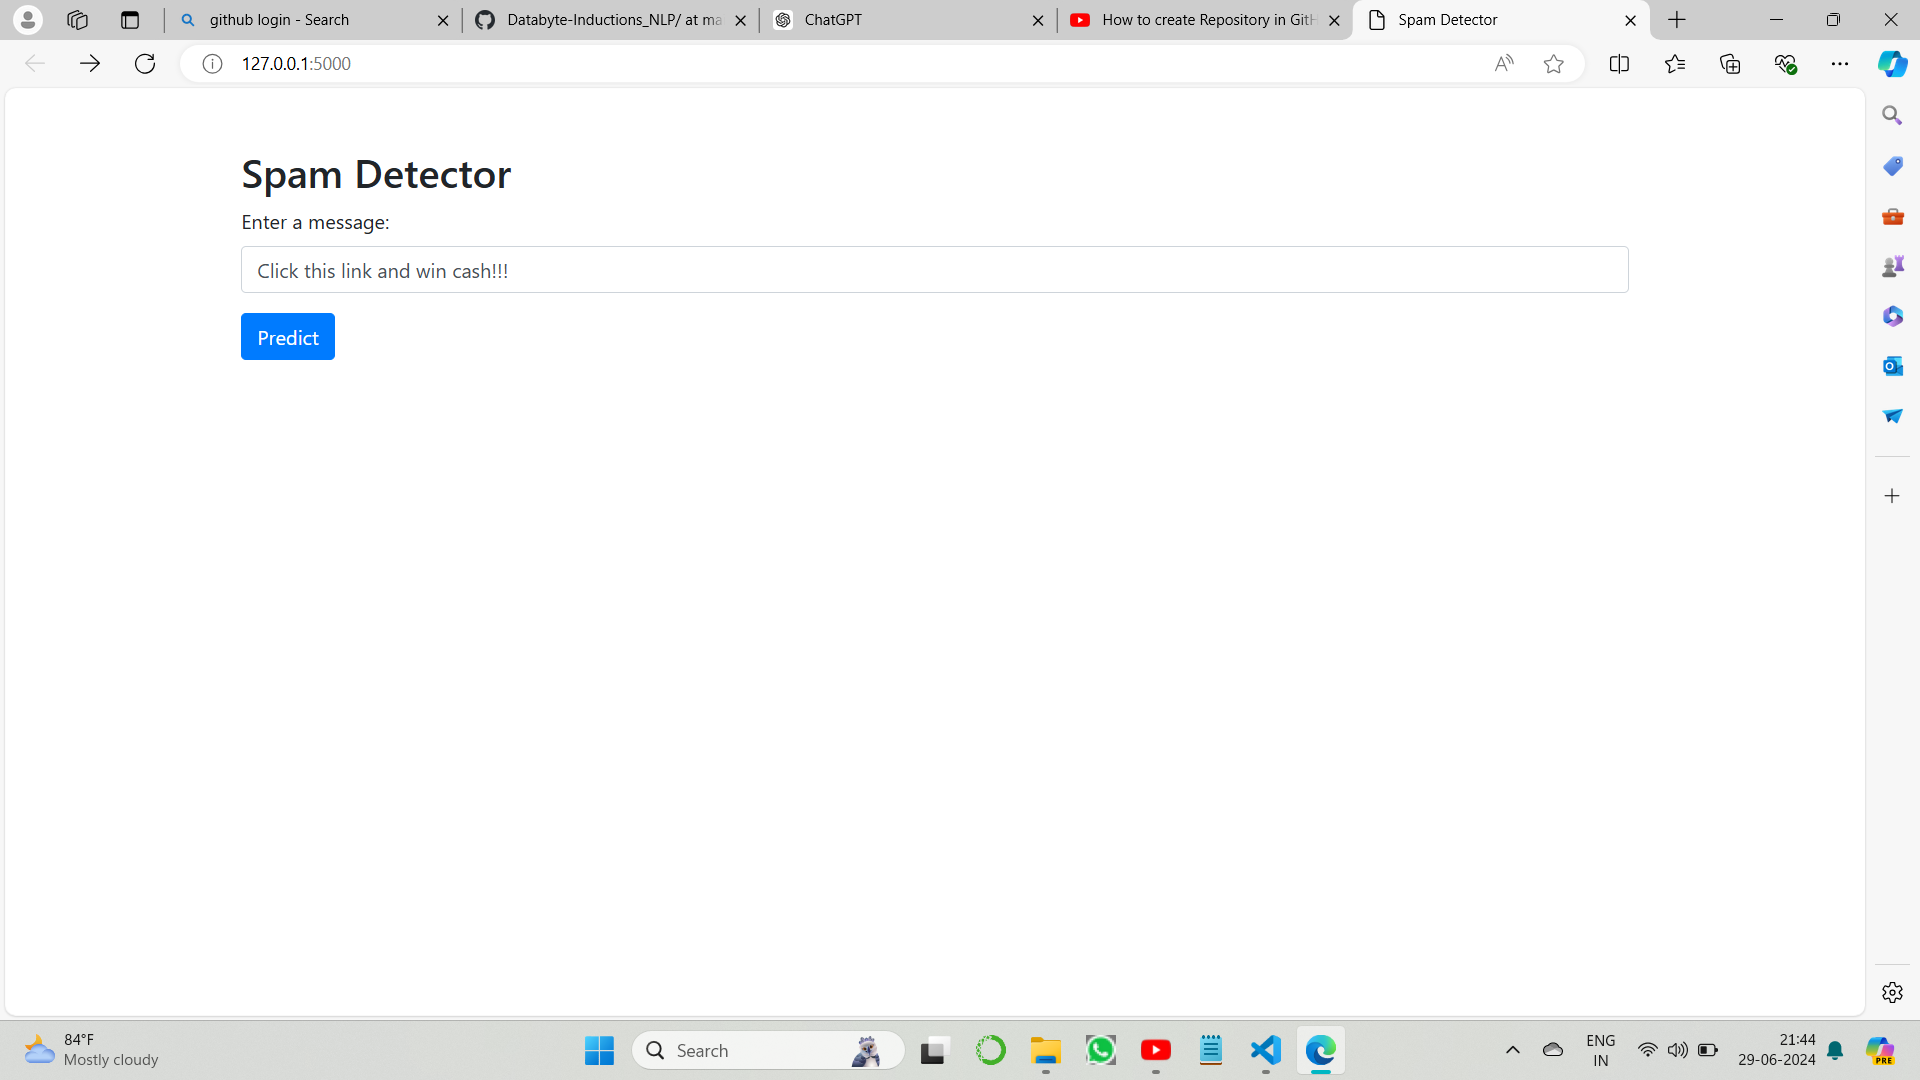 github login - Search
Databyte-Inductions_NLP/ at ma
ChatGPT
How to create Repository in GitH
Spam Detector
127.0.0.1:5000
Spam Detector
Enter a message:
Click this link and win cash!!!
Predict
84°F
Mostly cloudy
Search
ENG
IN
21:44
29-06-2024
PRE